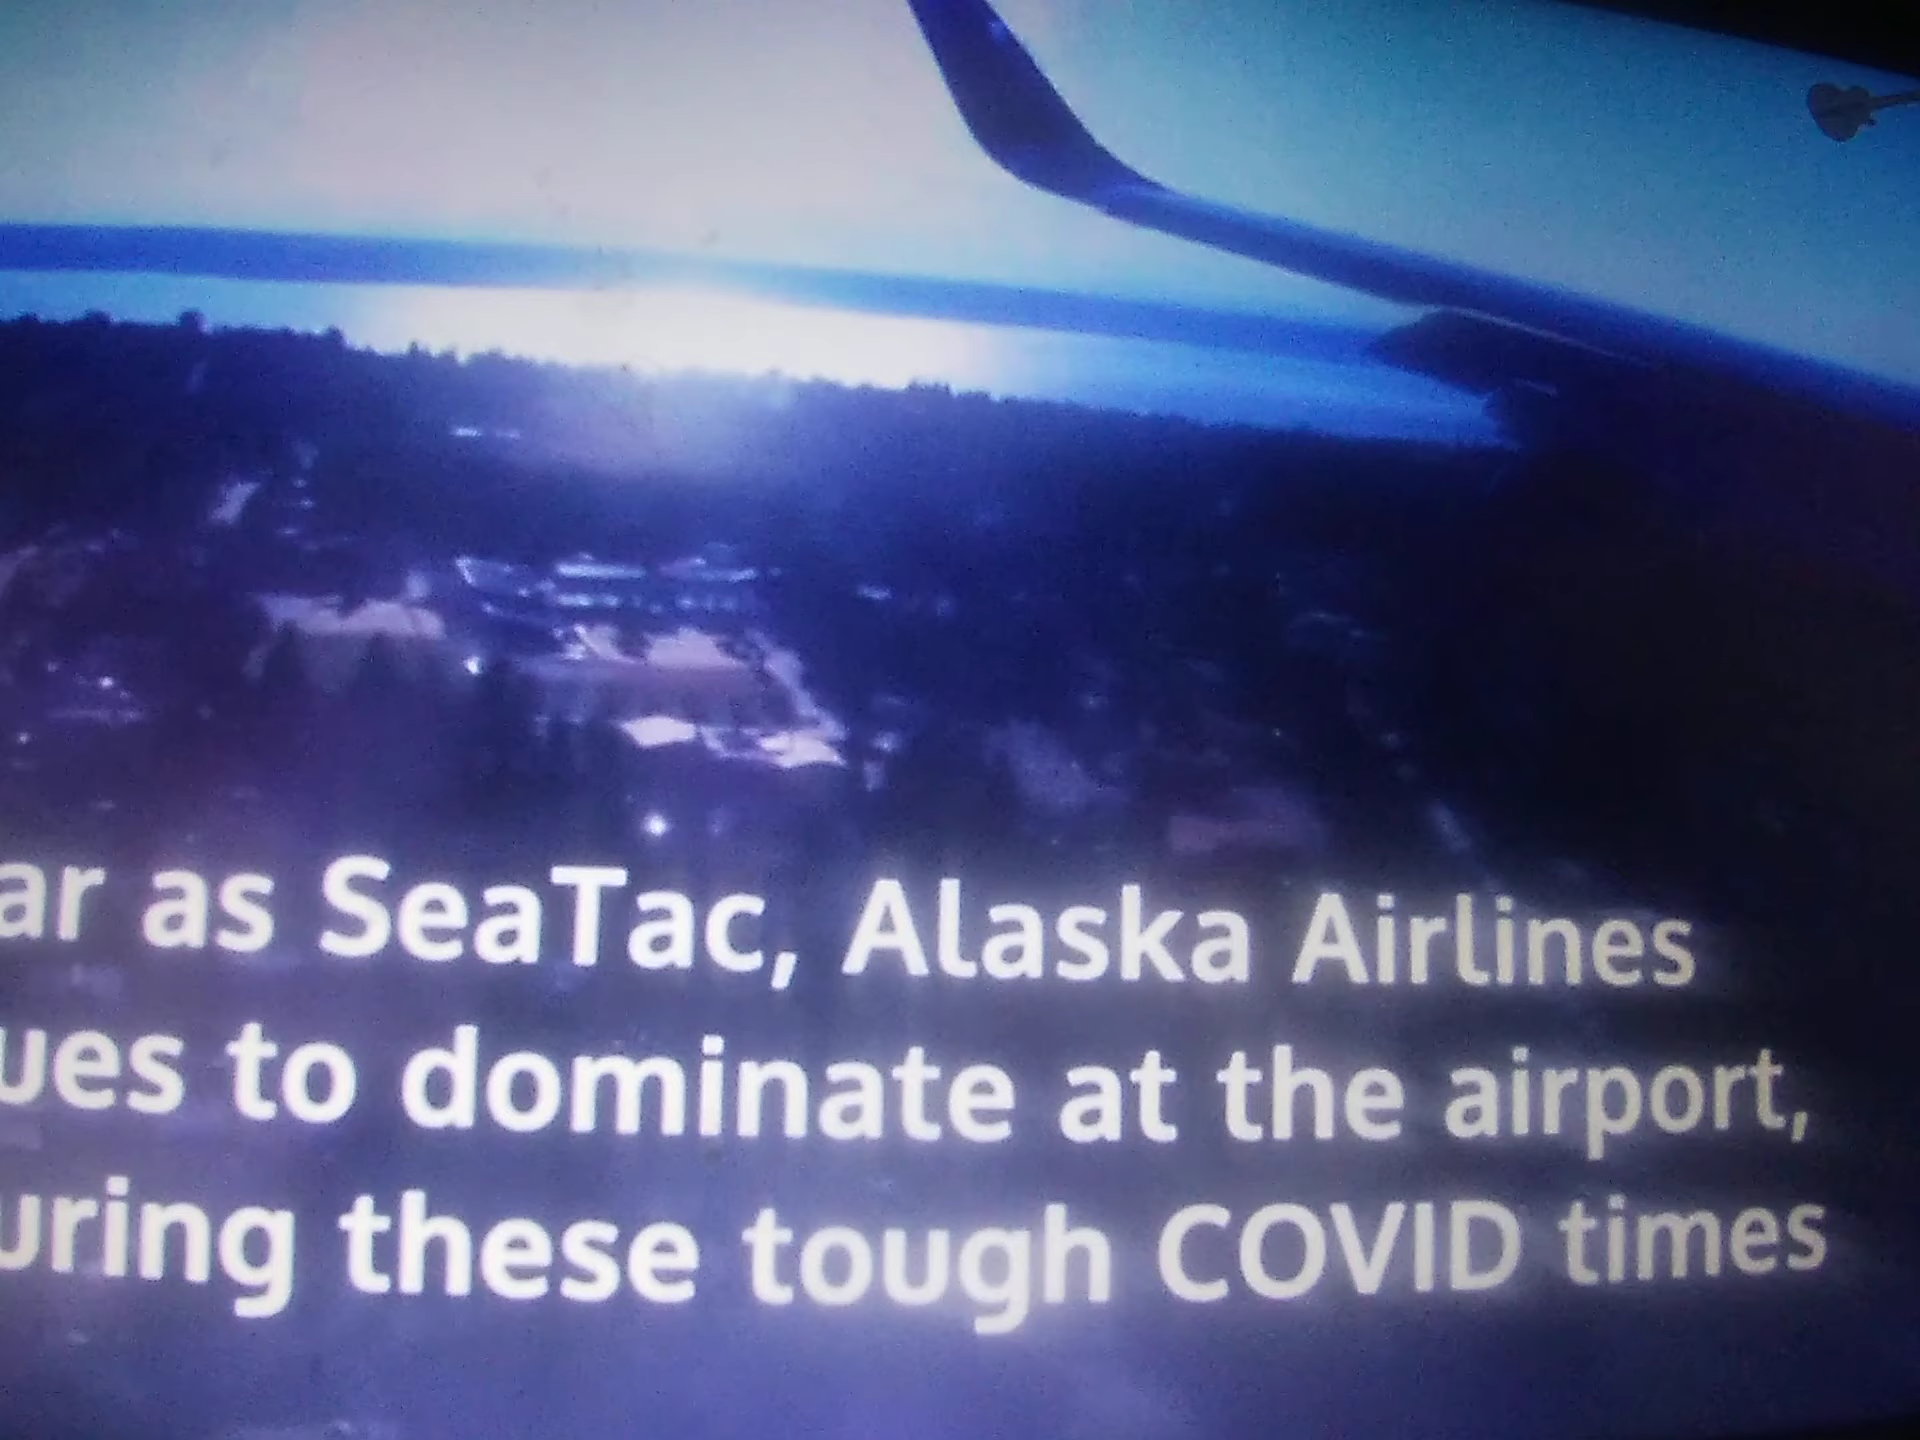 ar as SeaTac, Alaska Airlines
ues to dominate at the airport,
uring these tough COVID times